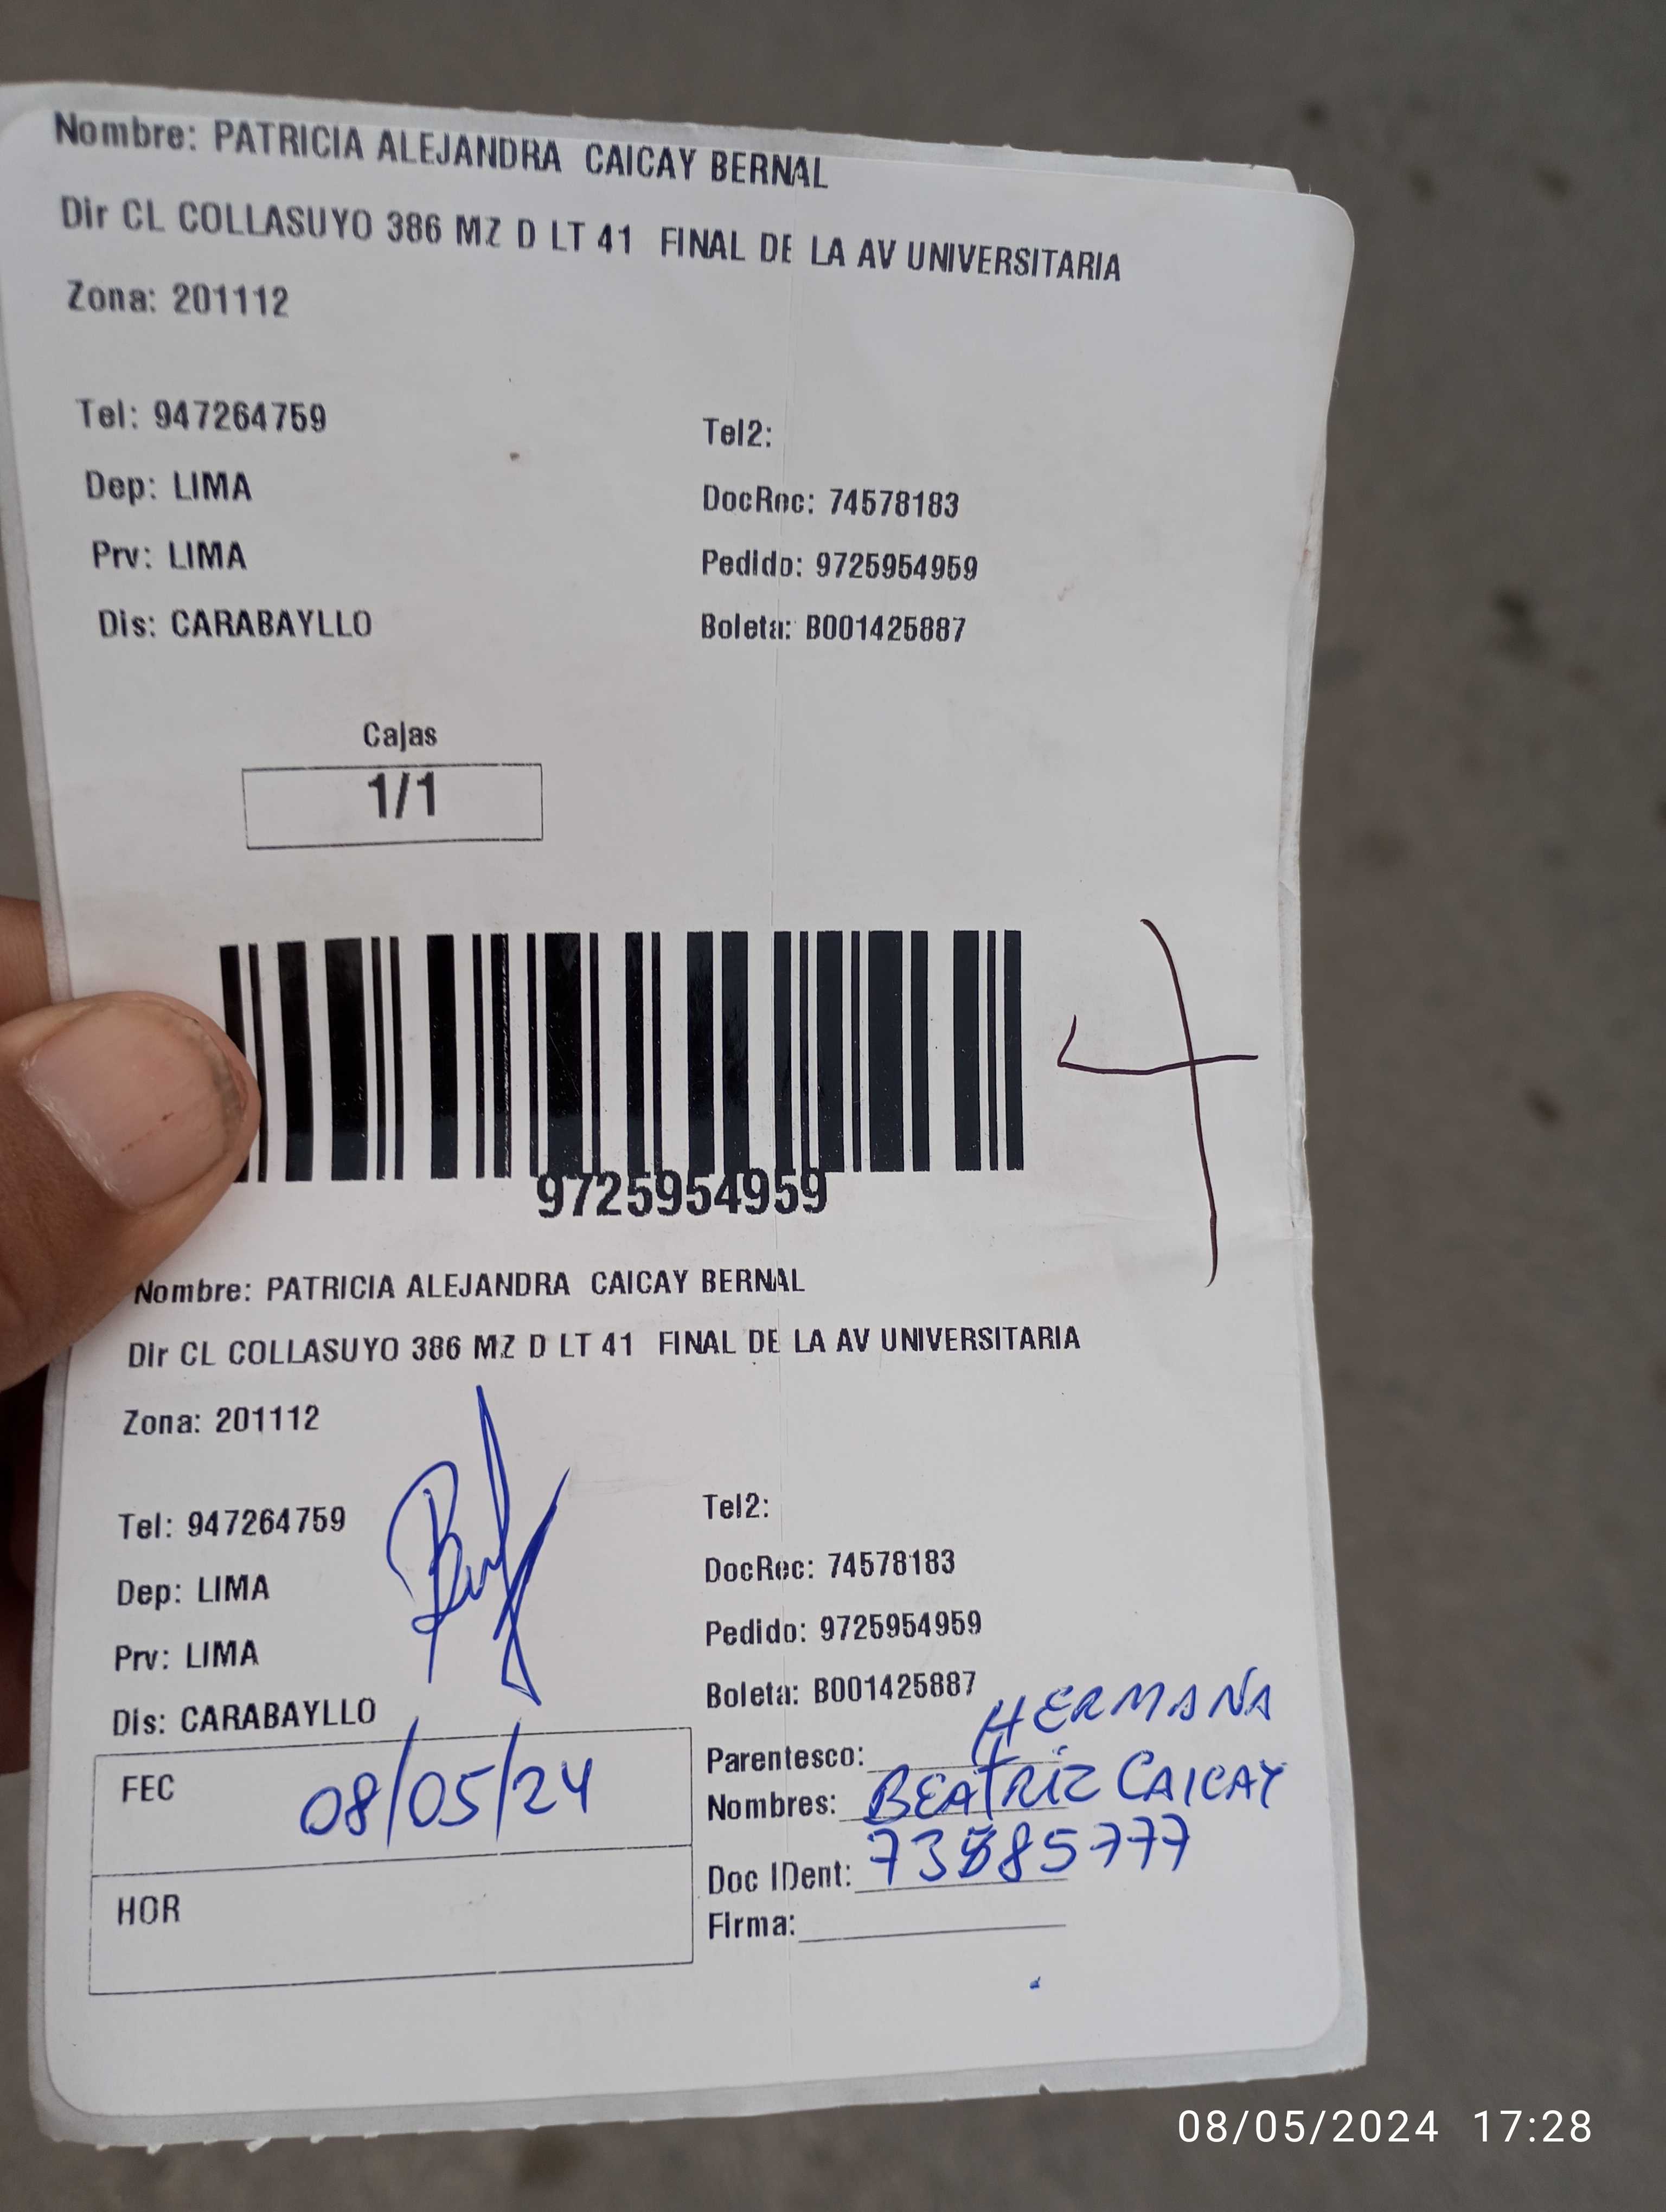 Nombre: PATRICIA ALEJANDRA CAICAY BERNAL
Dir CL COLLASUYO 386 MZ D LT 41 FINAL DE LA AV UNIVERSITARIA
Zona: 201112
Tel: 947264759
Tel2:
Dep: LIMA
DocRec: 74578183
Prv: LIMA
Pedido: 9725954959
Dis: CARABAYLLO
Boleta: B001425887
Cajas
1/1
4
9725954959
Nombre: PATRICIA ALEJANDRA CAICAY BERNAL
Dir CL COLLASUYO 386 MZ D LT 41 FINAL DE LA AV UNIVERSITARIA
Zona: 201112
Tel: 947264759
Tel2:
Dep: LIMA
DocRec: 74578183
Prv: LIMA
Pedido: 9725954959
Dis: CARABAYLLO
Boleta: B001425887
FEC 08/05/24
HOR
Parentesco: HERMANA
Nombres: BEATRIZ CAICAY
Doc IDent:
Firma:
08/05/2024 17:28